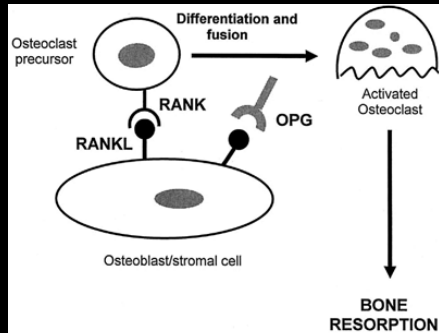 Differentiation and
fusion
Osteoclast
precursor
RANK
RANKL
OPG
Activated
Osteoclast
Osteoblast/stromal cell
BONE
RESORPTION